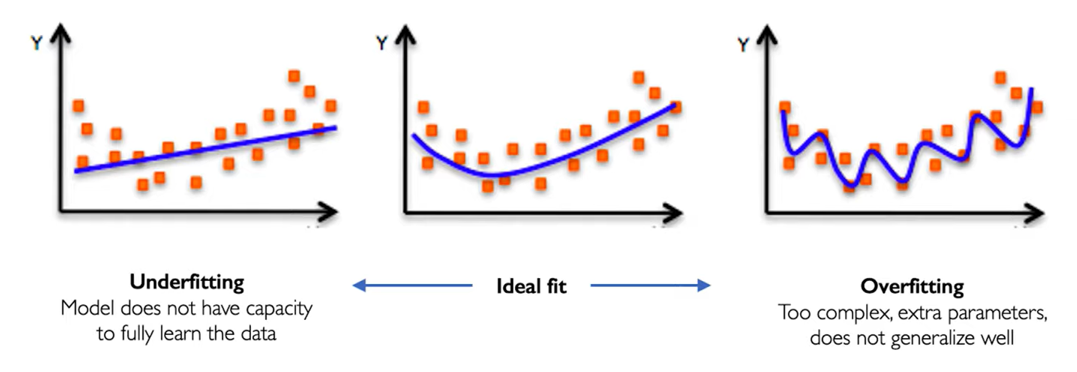 Y
Y
Y
Underfitting
Model does not have capacity
to fully learn the data
Ideal fit
Overfitting
Too complex, extra parameters,
does not generalize well